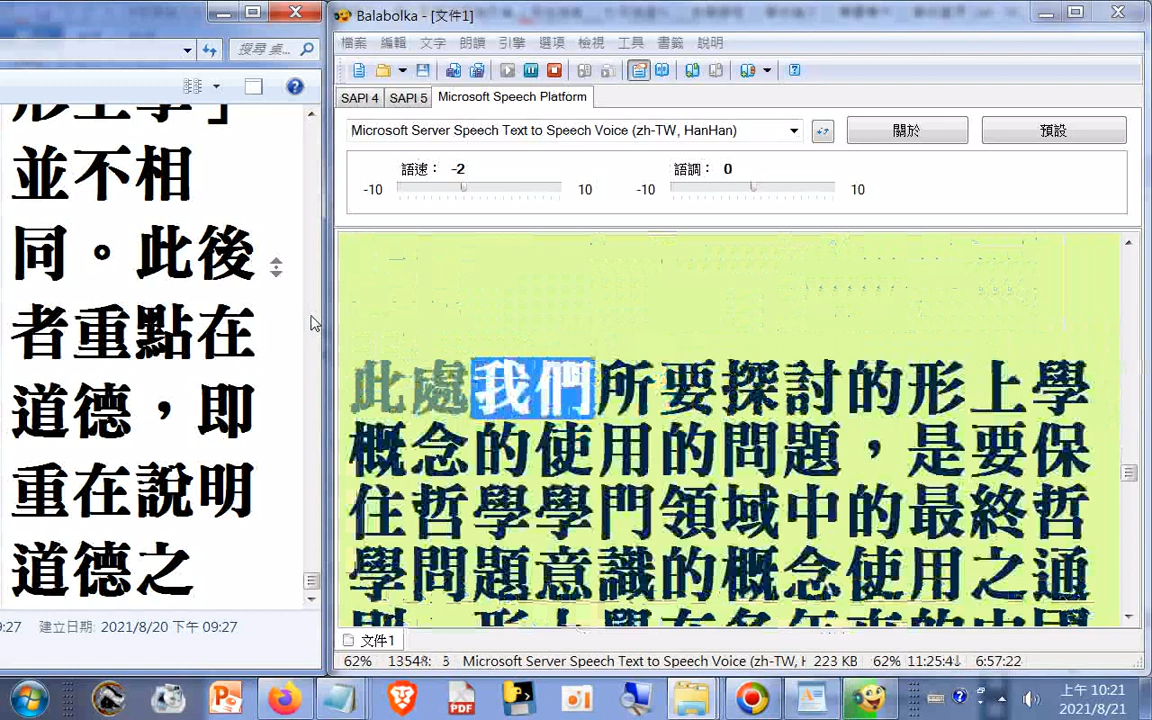 Balabolka - [文件1]
搜尋 桌...
檔案 編輯 文字 朗讀 引擎 選項 檢視 工具 書籤 說明
SAPI 4 SAPI 5 Microsoft Speech Platform
Microsoft Server Speech Text to Speech Voice (zh-TW, HanHan) 關於 預設
語速： -2 語調： 0
-10 10 -10 10
形上學」
並不相
同。此後
者重點在
道德，即
重在說明
道德之
:27 建立日期: 2021/8/20 下午 09:27
此處我們所要探討的形上學
概念的使用的問題，是要保
住哲學學門領域中的最終哲
學問題意識的概念使用之通
則
文件1
62% Microsoft Server Speech Text to Speech Voice (zh-TW, H 223 KB 62% 6:57:22
PDF
上午 10:21
2021/8/21